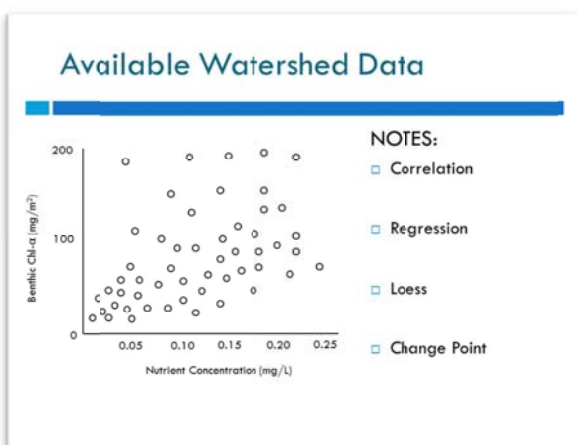 Available Watershed Data
NOTES:
Correlation
Regression
Loess
Change Point
200
100
0
Benthic Chl-α (mg/m²)
0.05 0.10 0.15 0.20 0.25
Nutrient Concentration (mg/L)